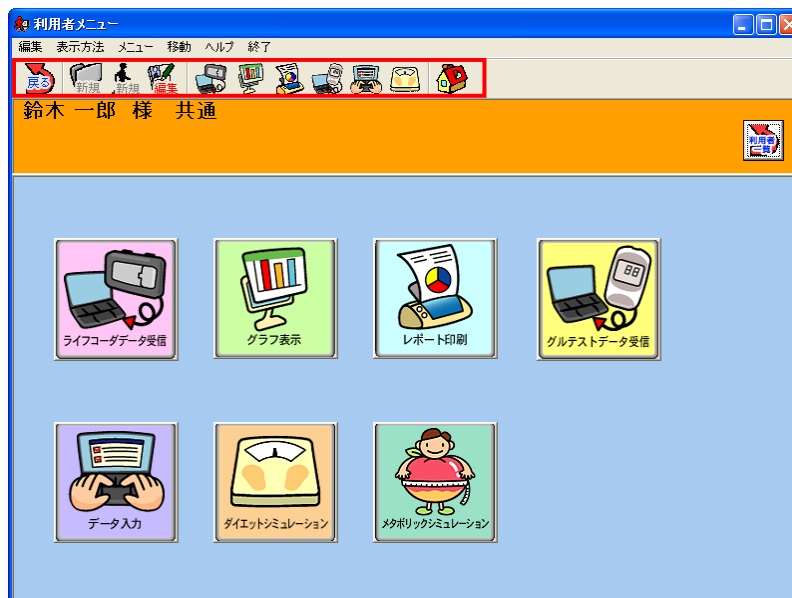 利用者メニュー
編集 表示方法 メニュー 移動 ヘルプ 終了
戻る 新規 新規 編集
鈴木 一郎 様 共通
利用者一覧
ライフコーダデータ受信 グラフ表示 レポート印刷 グルテストデータ受信
データ入力 ダイエットシミュレーション メタボリックシミュレーション